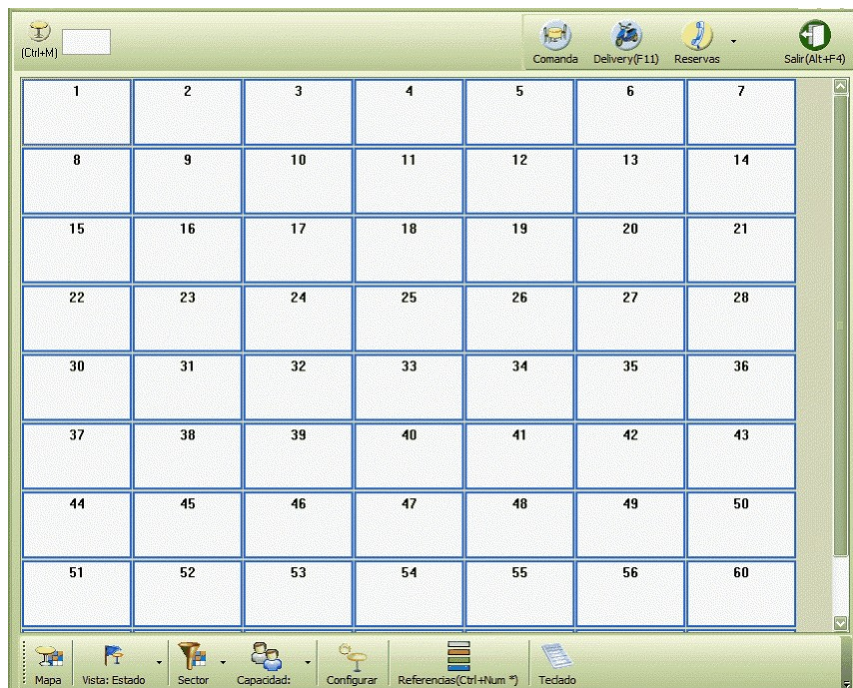 (Ctrl+M)
Comanda Delivery(F11) Reservas Salir(Alt+F4)
1 2 3 4 5 6 7
8 9 10 11 12 13 14
15 16 17 18 19 20 21
22 23 24 25 26 27 28
30 31 32 33 34 35 36
37 38 39 40 41 42 43
44 45 46 47 48 49 50
51 52 53 54 55 56 60
Mapa Vista: Estado Sector Capacidad: Configurar Referencias(Ctrl+Num *) Teclado